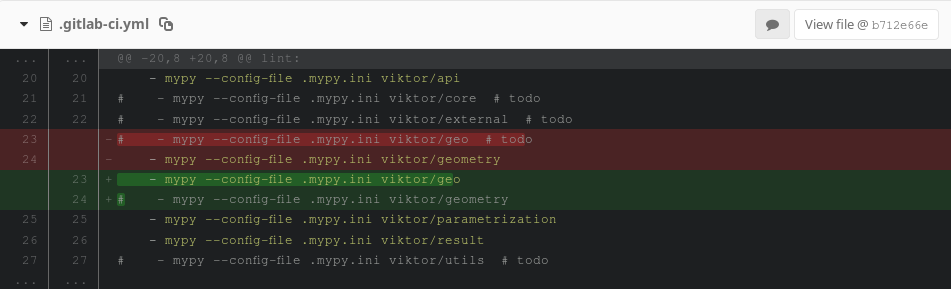 .gitlab-ci.yml View file @ b712e66e
... ... @@ -20,8 +20,8 @@ lint:
20 20 - mypy --config-file .mypy.ini viktor/api
21 21 #    - mypy --config-file .mypy.ini viktor/core  # todo
22 22 #    - mypy --config-file .mypy.ini viktor/external  # todo
23 - #    - mypy --config-file .mypy.ini viktor/geo  # todo
24 -     - mypy --config-file .mypy.ini viktor/geometry
23 +     - mypy --config-file .mypy.ini viktor/geo
24 + #    - mypy --config-file .mypy.ini viktor/geometry
25 25 - mypy --config-file .mypy.ini viktor/parametrization
26 26 - mypy --config-file .mypy.ini viktor/result
27 27 #    - mypy --config-file .mypy.ini viktor/utils  # todo
... ...